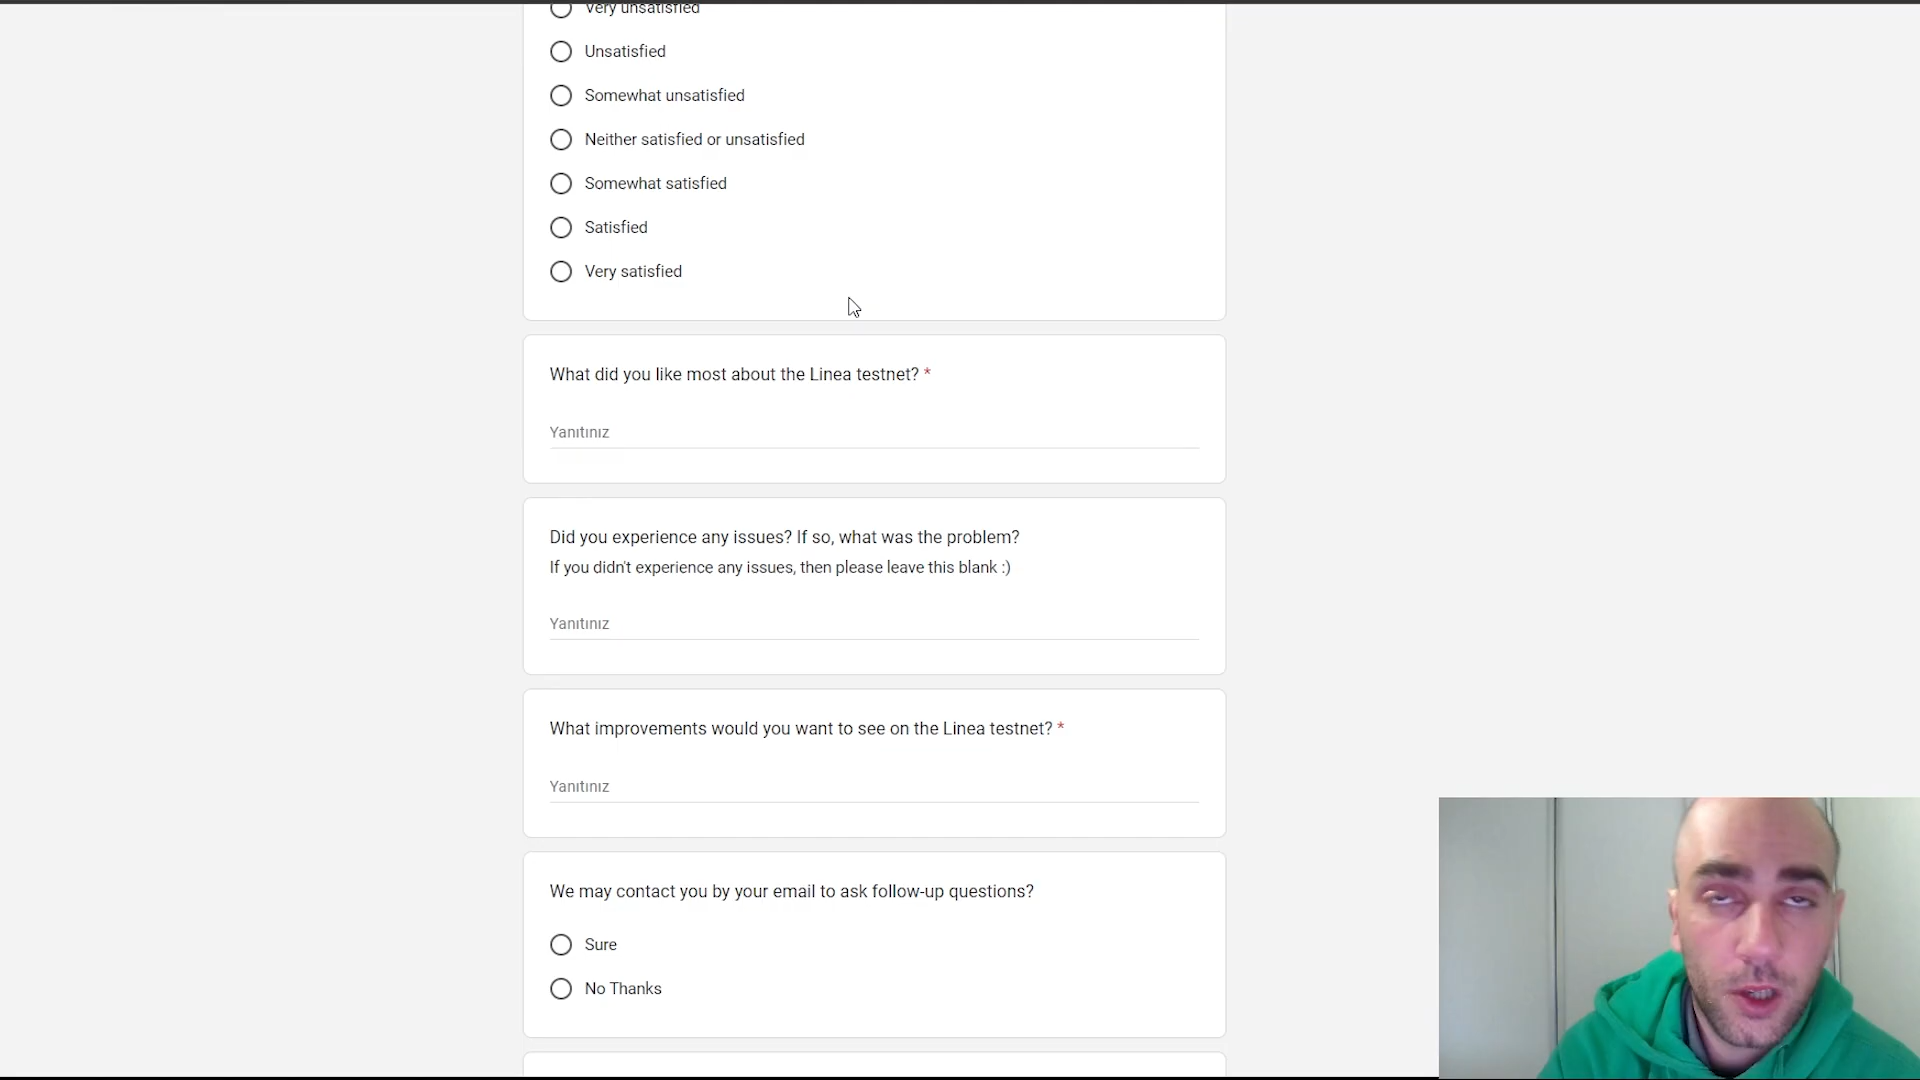 Very unsatisfied
Unsatisfied
Somewhat unsatisfied
Neither satisfied or unsatisfied
Somewhat satisfied
Satisfied
Very satisfied
What did you like most about the Linea testnet? *
Yanıtınız
Did you experience any issues? If so, what was the problem?
If you didn't experience any issues, then please leave this blank :)
Yanıtınız
What improvements would you want to see on the Linea testnet? *
Yanıtınız
We may contact you by your email to ask follow-up questions?
Sure
No Thanks